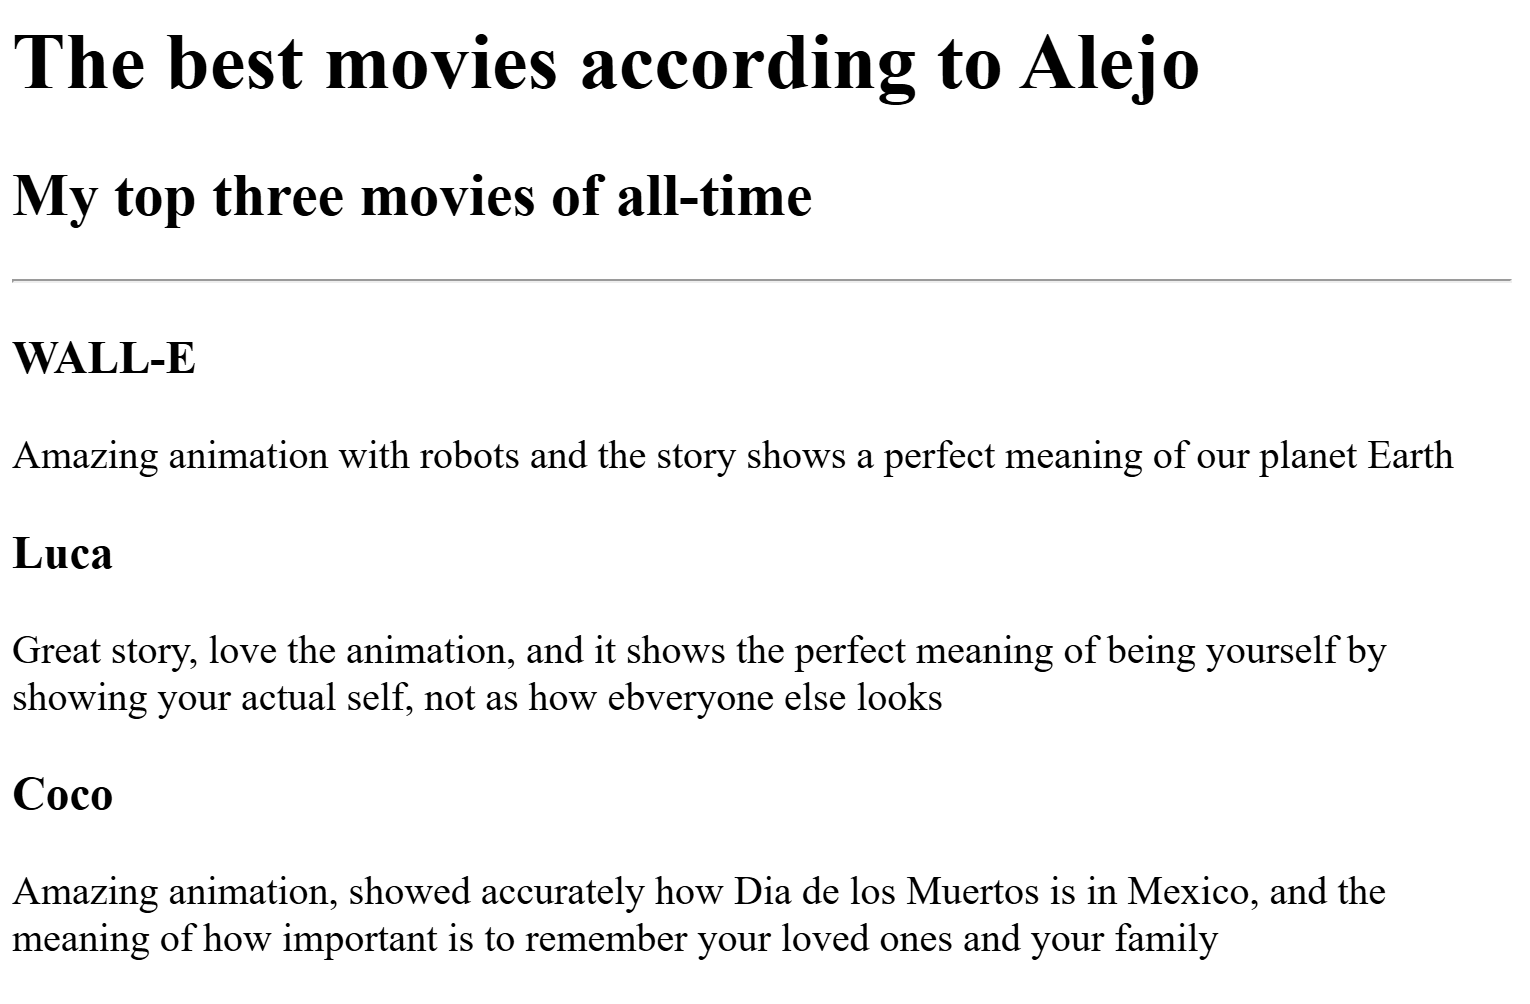 The best movies according to Alejo
My top three movies of all-time
WALL-E
Amazing animation with robots and the story shows a perfect meaning of our planet Earth
Luca
Great story, love the animation, and it shows the perfect meaning of being yourself by
showing your actual self, not as how ebveryone else looks
Coco
Amazing animation, showed accurately how Dia de los Muertos is in Mexico, and the
meaning of how important is to remember your loved ones and your family